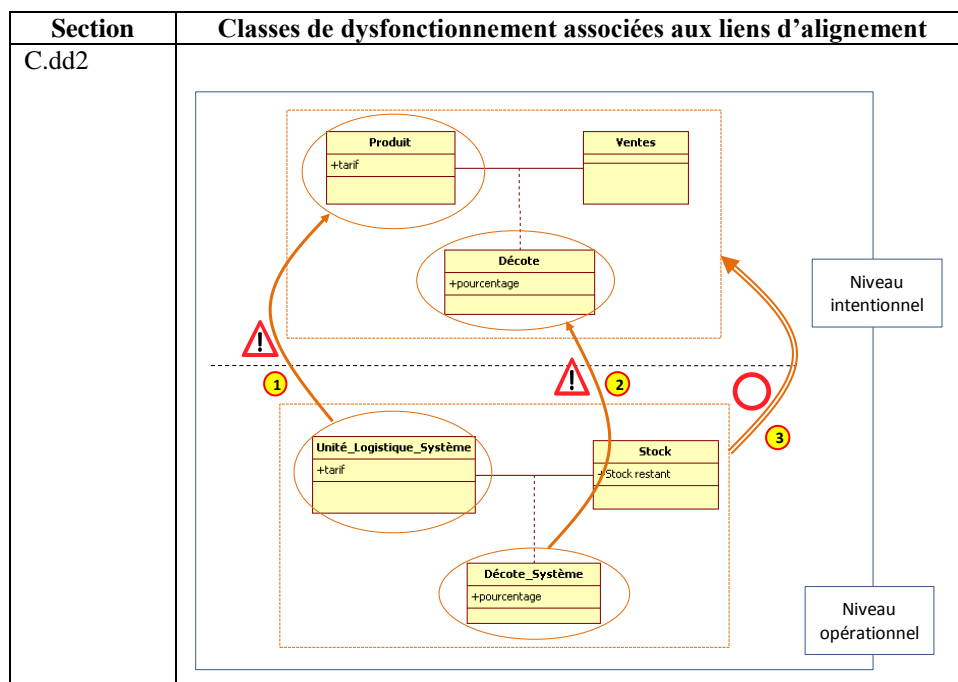 Section
Classes de dysfonctionnement associées aux liens d'alignement
C.dd2
Produit
+tarif
Ventes
Décote
+pourcentage
Niveau
intentionnel
!
1
!
2
3
Unité_Logistique_Système
+tarif
Stock
+Stock restant
Décote_Système
+pourcentage
Niveau
opérationnel